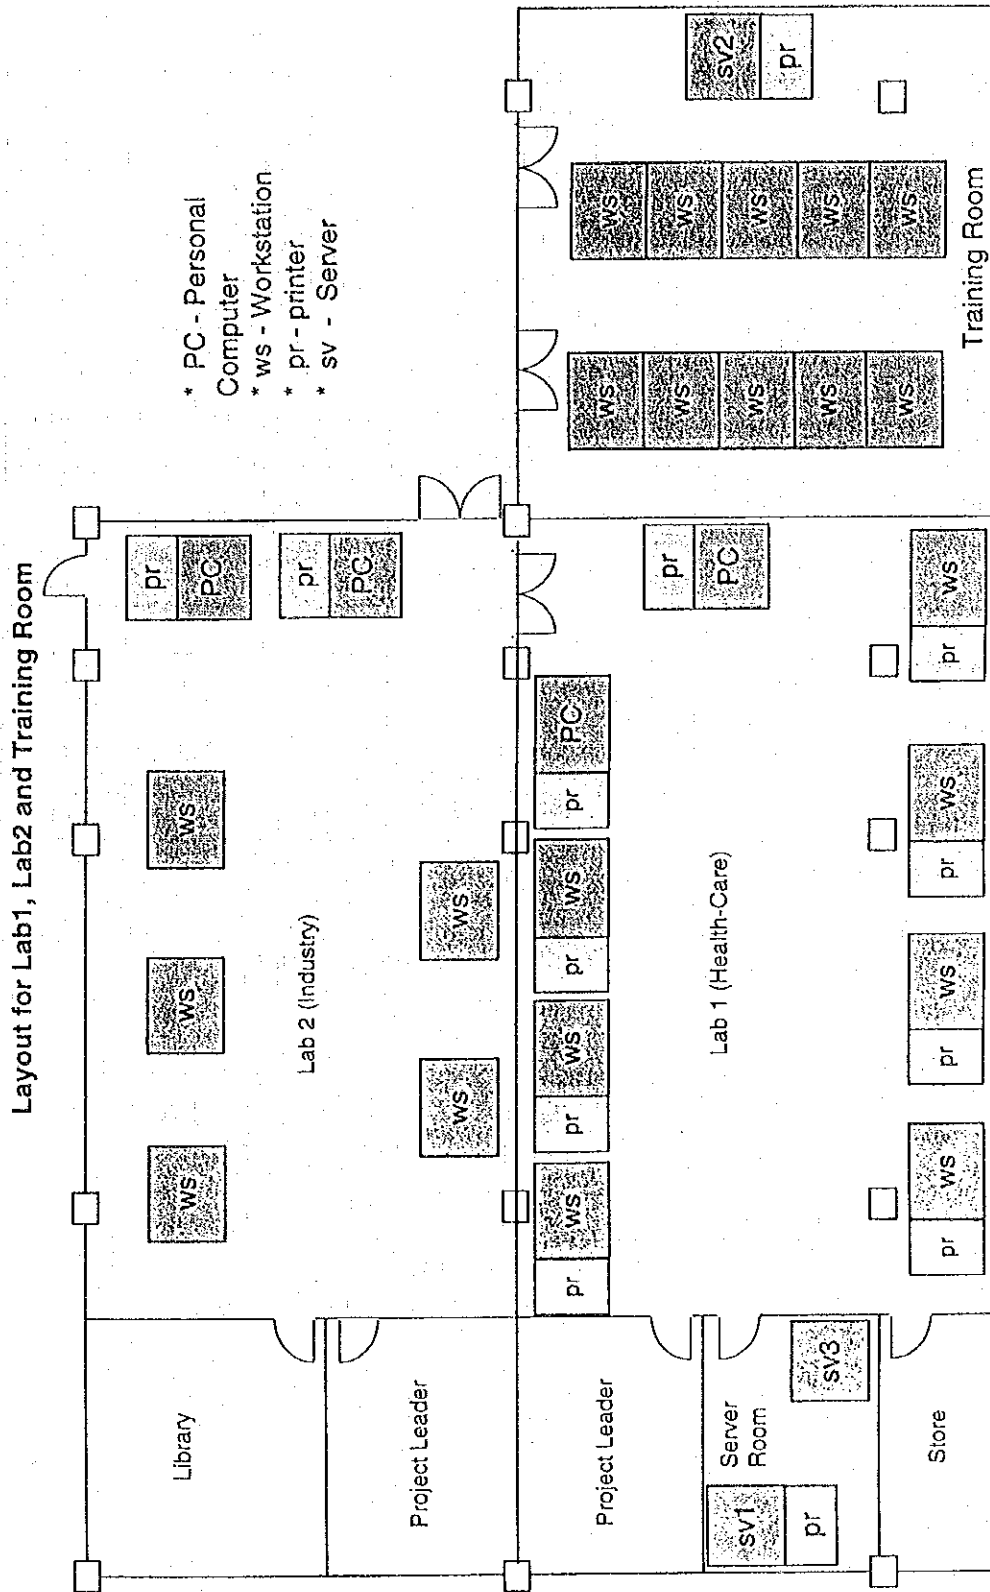 Layout for Lab1, Lab2 and Training Room
* PC - Personal
Computer
* ws - Workstation
* pr - printer
* sv - Server
Library
ws
ws
ws
pr
PC
pr
PC
Lab 2 (Industry)
Project Leader
ws
ws
Project Leader
pr
ws
pr
ws
pr
ws
pr
PC
pr
PC
Lab 1 (Health-Care)
Server
Room
sv1
pr
sv3
Store
pr
ws
pr
ws
pr
ws
pr
ws
ws
ws
ws
ws
ws
ws
ws
ws
ws
ws
sv2
pr
Training Room